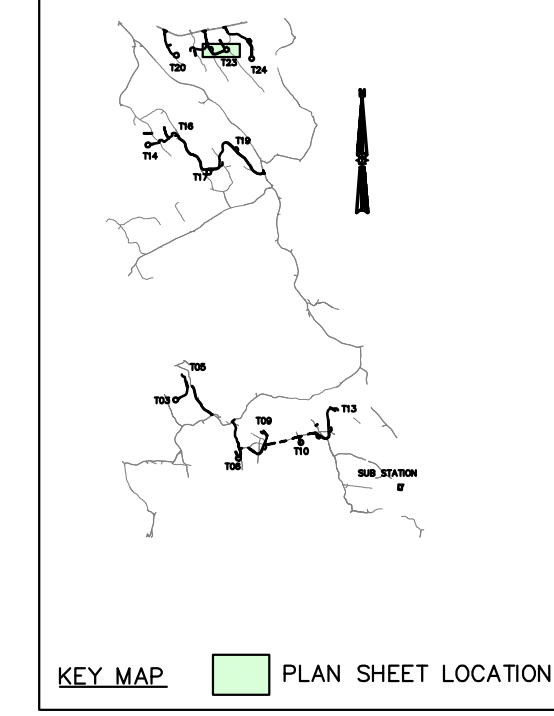 T20
T23
T24
T16
T14
T19
T17
T05
T03
T13
T09
T10
T06
SUB STATION
KEY MAP
PLAN SHEET LOCATION